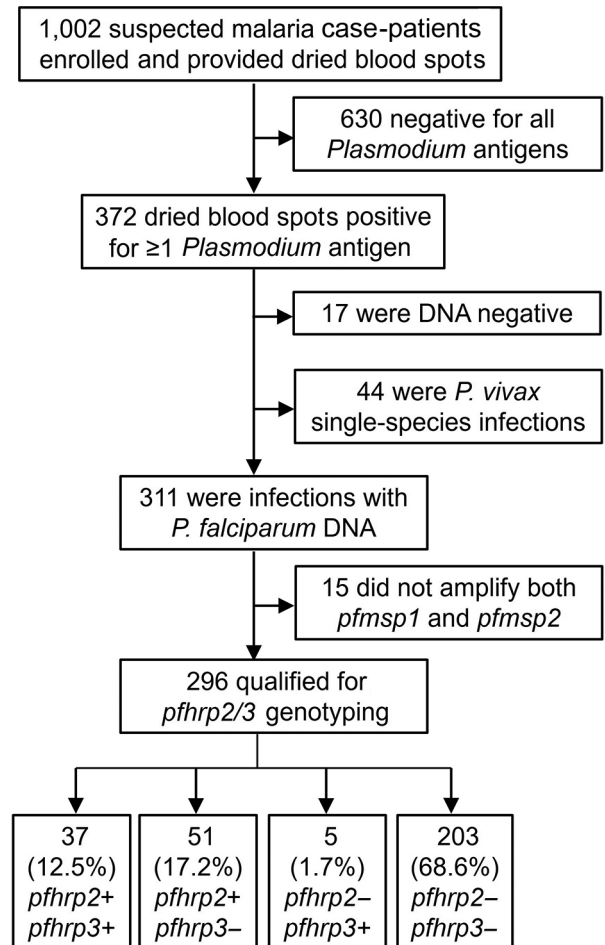 1,002 suspected malaria case-patients
enrolled and provided dried blood spots
630 negative for all
Plasmodium antigens
372 dried blood spots positive
for ≥1 Plasmodium antigen
17 were DNA negative
44 were P. vivax
single-species infections
311 were infections with
P. falciparum DNA
15 did not amplify both
pfmsp1 and pfmsp2
296 qualified for
pfhrp2/3 genotyping
37
(12.5%)
pfhrp2+
pfhrp3+
51
(17.2%)
pfhrp2+
pfhrp3–
5
(1.7%)
pfhrp2–
pfhrp3+
203
(68.6%)
pfhrp2–
pfhrp3–